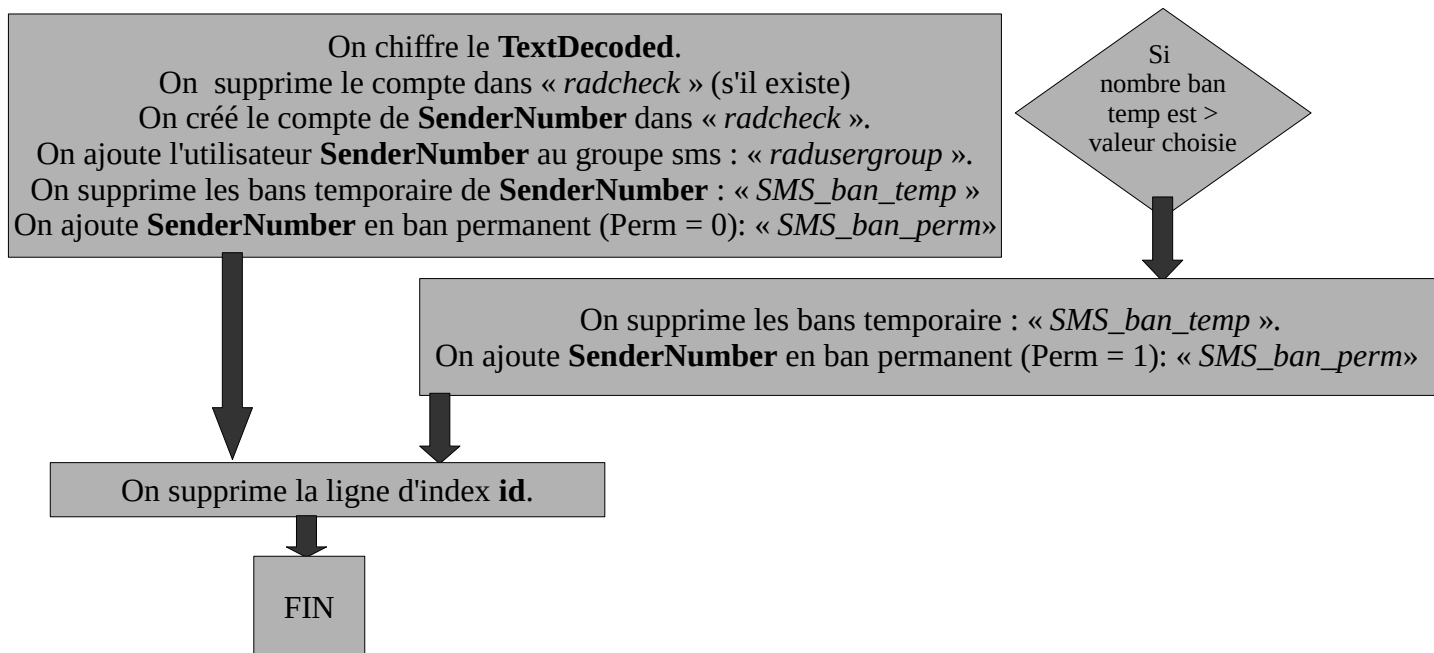 On chiffre le TextDecoded.
On supprime le compte dans « radcheck » (s'il existe)
On créé le compte de SenderNumber dans « radcheck ».
On ajoute l'utilisateur SenderNumber au groupe sms : « radusergroup ».
On supprime les bans temporaire de SenderNumber : « SMS_ban_temp »
On ajoute SenderNumber en ban permanent (Perm = 0): « SMS_ban_perm»
Si
nombre ban
temp est >
valeur choisie
On supprime les bans temporaire : « SMS_ban_temp ».
On ajoute SenderNumber en ban permanent (Perm = 1): « SMS_ban_perm»
On supprime la ligne d'index id.
FIN